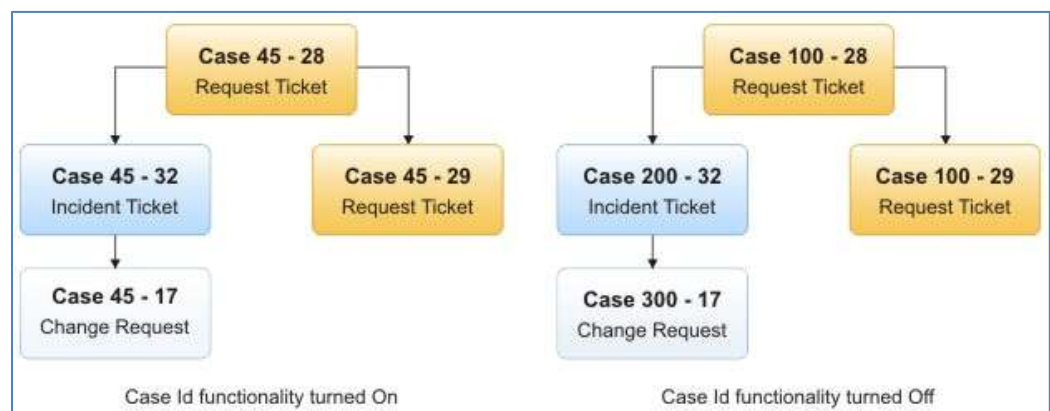 Case 45 - 28
Request Ticket
Case 45 - 32
Incident Ticket
Case 45 - 29
Request Ticket
Case 45 - 17
Change Request
Case Id functionality turned On
Case 100 - 28
Request Ticket
Case 200 - 32
Incident Ticket
Case 100 - 29
Request Ticket
Case 300 - 17
Change Request
Case Id functionality turned Off